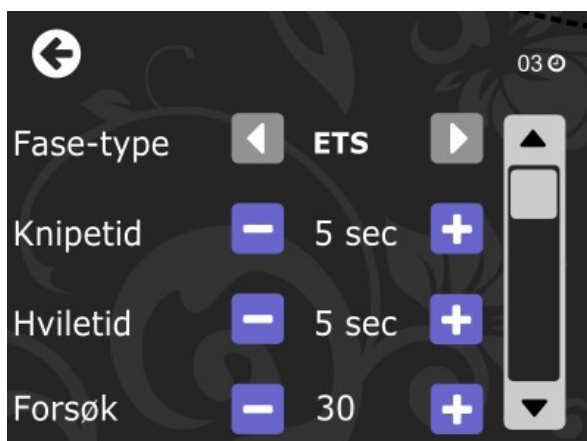 03
Fase-type ETS
Knipetid 5 sec
Hviletid 5 sec
Forsøk 30